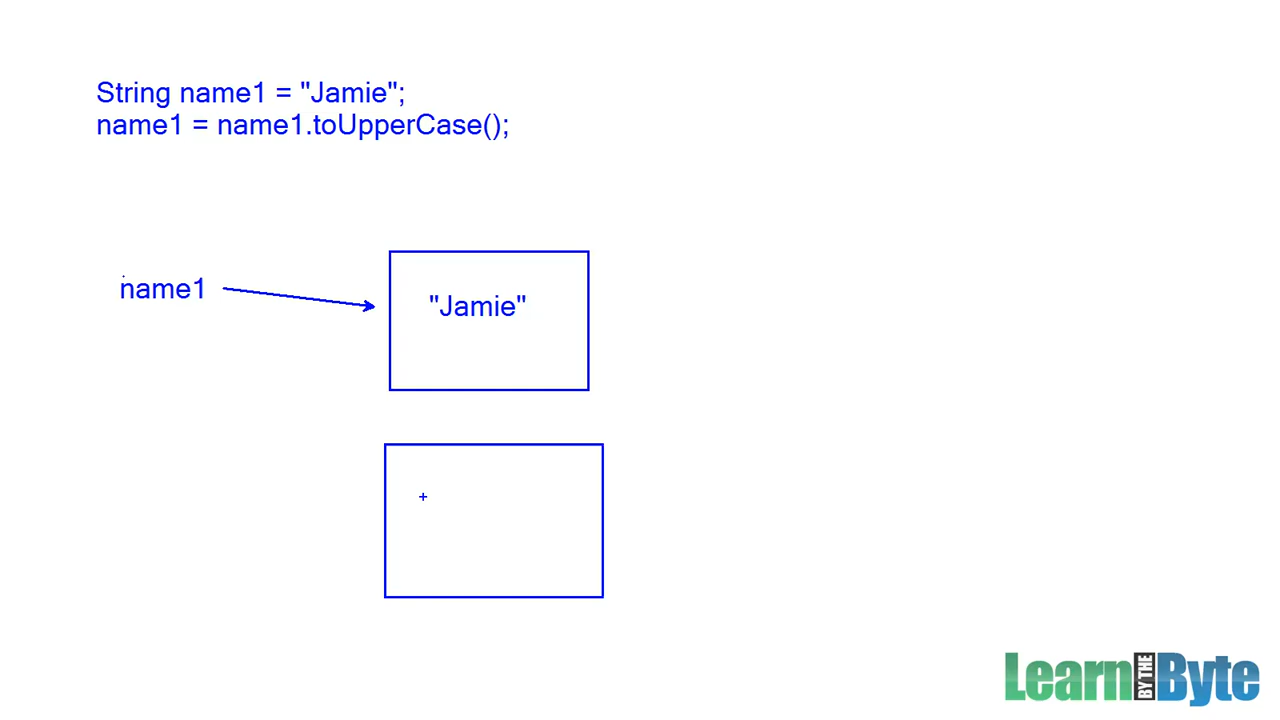 String name1 = "Jamie";
name1 = name1.toUpperCase();
name1
"Jamie"
Learn BY THE Byte